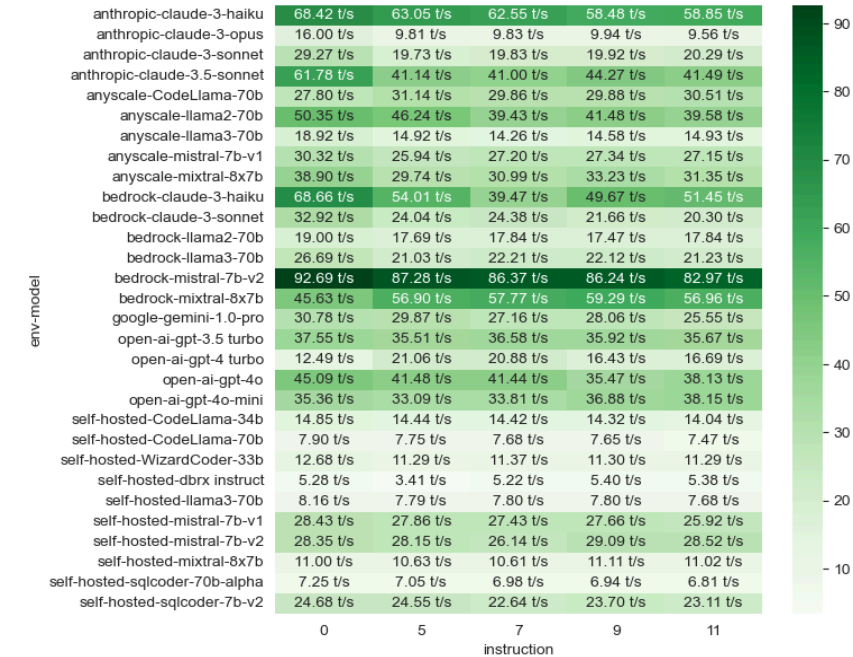 anthropic-claude-3-haiku 68.42 t/s 63.05 t/s 62.55 t/s 58.48 t/s 58.85 t/s
anthropic-claude-3-opus 16.00 t/s 9.81 t/s 9.83 t/s 9.94 t/s 9.56 t/s
anthropic-claude-3-sonnet 29.27 t/s 19.73 t/s 19.83 t/s 19.92 t/s 20.29 t/s
anthropic-claude-3.5-sonnet 61.78 t/s 41.14 t/s 41.00 t/s 44.27 t/s 41.49 t/s
anyscale-CodeLlama-70b 27.80 t/s 31.14 t/s 29.86 t/s 29.88 t/s 30.51 t/s
anyscale-llama2-70b 50.35 t/s 46.24 t/s 39.43 t/s 41.48 t/s 39.58 t/s
anyscale-llama3-70b 18.92 t/s 14.92 t/s 14.26 t/s 14.58 t/s 14.93 t/s
anyscale-mistral-7b-v1 30.32 t/s 25.94 t/s 27.20 t/s 27.34 t/s 27.15 t/s
anyscale-mixtral-8x7b 38.90 t/s 29.74 t/s 30.99 t/s 33.23 t/s 31.35 t/s
bedrock-claude-3-haiku 68.66 t/s 54.01 t/s 39.47 t/s 49.67 t/s 51.45 t/s
bedrock-claude-3-sonnet 32.92 t/s 24.04 t/s 24.38 t/s 21.66 t/s 20.30 t/s
bedrock-llama2-70b 19.00 t/s 17.69 t/s 17.84 t/s 17.47 t/s 17.84 t/s
bedrock-llama3-70b 26.69 t/s 21.03 t/s 22.21 t/s 22.12 t/s 21.23 t/s
bedrock-mistral-7b-v2 92.69 t/s 87.28 t/s 86.37 t/s 86.24 t/s 82.97 t/s
bedrock-mixtral-8x7b 45.63 t/s 56.90 t/s 57.77 t/s 59.29 t/s 56.96 t/s
google-gemini-1.0-pro 30.78 t/s 29.87 t/s 27.16 t/s 28.06 t/s 25.55 t/s
open-ai-gpt-3.5 turbo 37.55 t/s 35.51 t/s 36.58 t/s 35.92 t/s 35.67 t/s
open-ai-gpt-4 turbo 12.49 t/s 21.06 t/s 20.88 t/s 16.43 t/s 16.69 t/s
open-ai-gpt-4o 45.09 t/s 41.48 t/s 41.44 t/s 35.47 t/s 38.13 t/s
open-ai-gpt-4o-mini 35.36 t/s 33.09 t/s 33.81 t/s 36.88 t/s 38.15 t/s
self-hosted-CodeLlama-34b 14.85 t/s 14.44 t/s 14.42 t/s 14.32 t/s 14.04 t/s
self-hosted-CodeLlama-70b 7.90 t/s 7.75 t/s 7.68 t/s 7.65 t/s 7.47 t/s
self-hosted-WizardCoder-33b 12.68 t/s 11.29 t/s 11.37 t/s 11.30 t/s 11.29 t/s
self-hosted-dbrx instruct 5.28 t/s 3.41 t/s 5.22 t/s 5.40 t/s 5.38 t/s
self-hosted-llama3-70b 8.16 t/s 7.79 t/s 7.80 t/s 7.80 t/s 7.68 t/s
self-hosted-mistral-7b-v1 28.43 t/s 27.86 t/s 27.43 t/s 27.66 t/s 25.92 t/s
self-hosted-mistral-7b-v2 28.35 t/s 28.15 t/s 26.14 t/s 29.09 t/s 28.52 t/s
self-hosted-mixtral-8x7b 11.00 t/s 10.63 t/s 10.61 t/s 11.11 t/s 11.02 t/s
self-hosted-sqlcoder-70b-alpha 7.25 t/s 7.05 t/s 6.98 t/s 6.94 t/s 6.81 t/s
self-hosted-sqlcoder-7b-v2 24.68 t/s 24.55 t/s 22.64 t/s 23.70 t/s 23.11 t/s
0 5 7 9 11
instruction
env-model
90
80
70
60
50
40
30
20
10